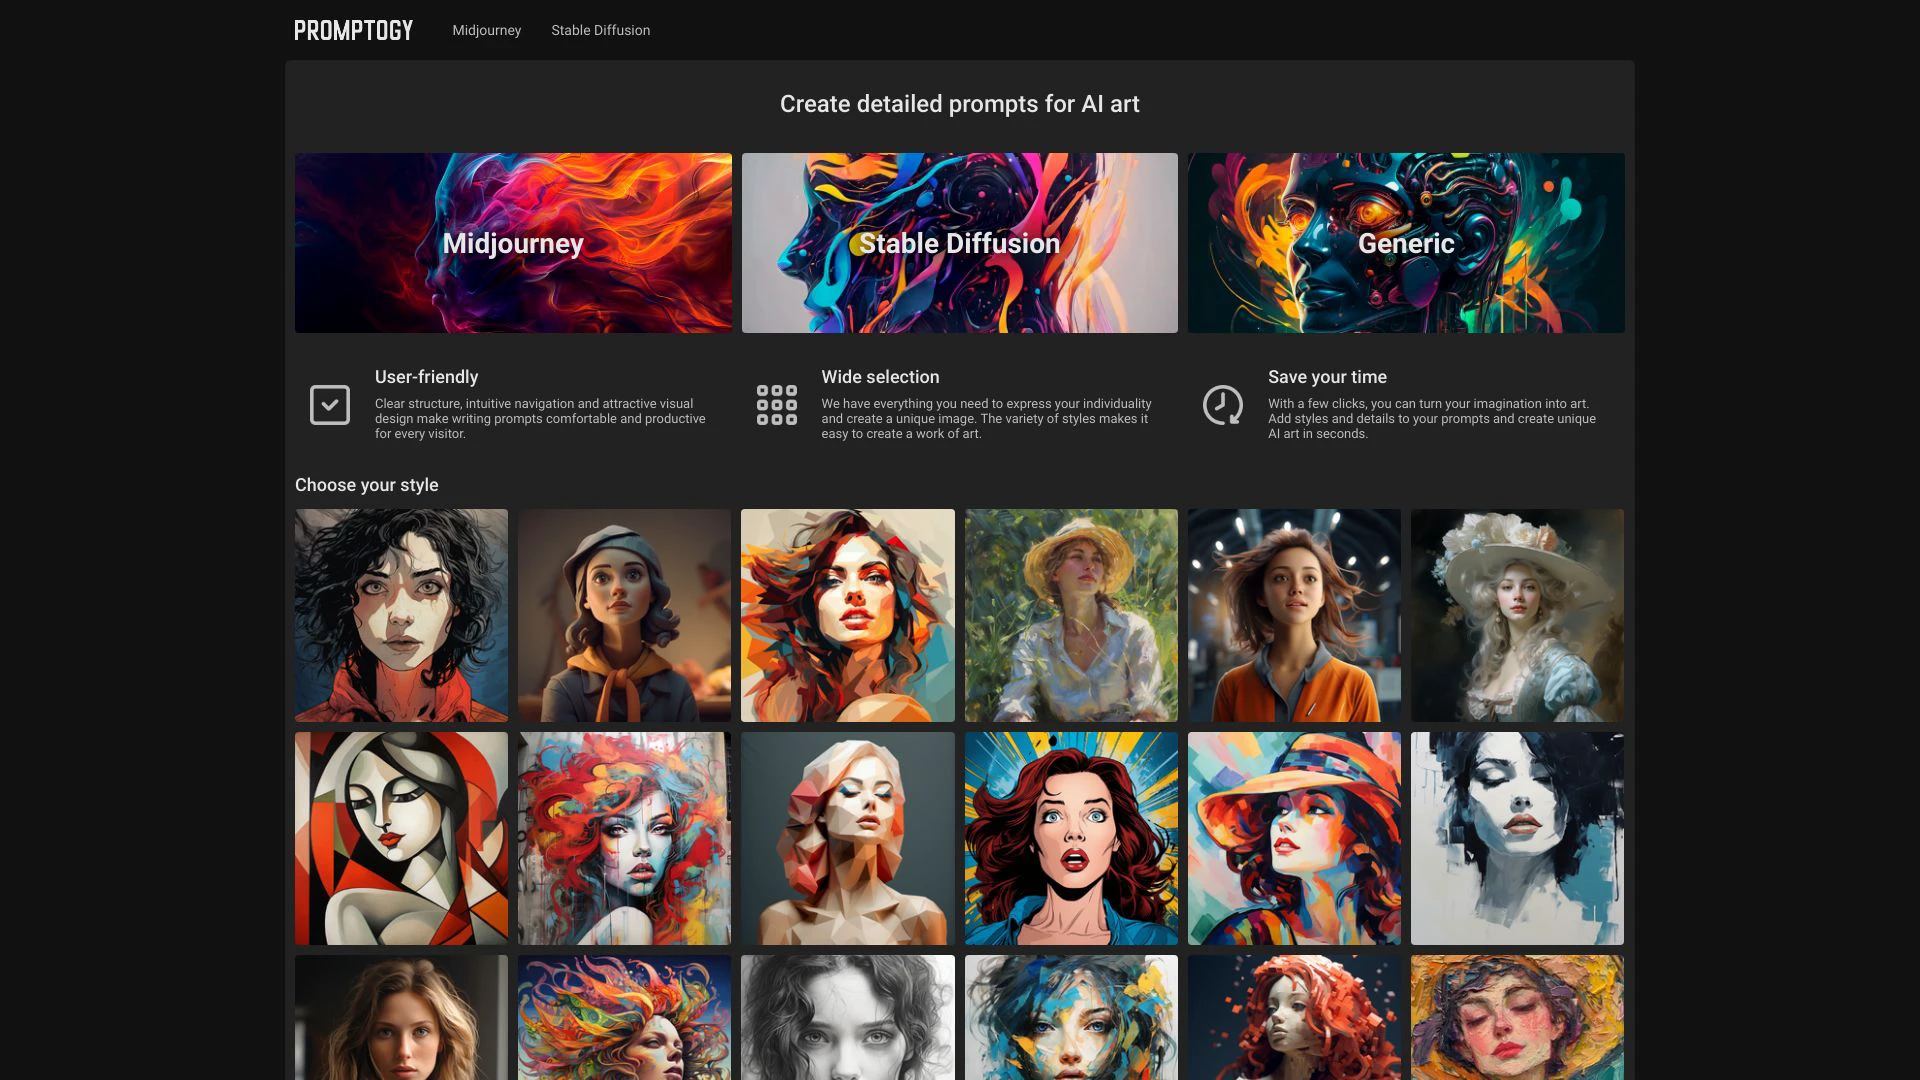 PROMPTOGY
Midjourney
Stable Diffusion
Create detailed prompts for AI art
Midjourney
Stable Diffusion
Generic
User-friendly
Clear structure, intuitive navigation and attractive visual
design make writing prompts comfortable and productive
for every visitor.
Wide selection
We have everything you need to express your individuality
and create a unique image. The variety of styles makes it
easy to create a work of art.
Save your time
With a few clicks, you can turn your imagination into art.
Add styles and details to your prompts and create unique
AI art in seconds.
Choose your style